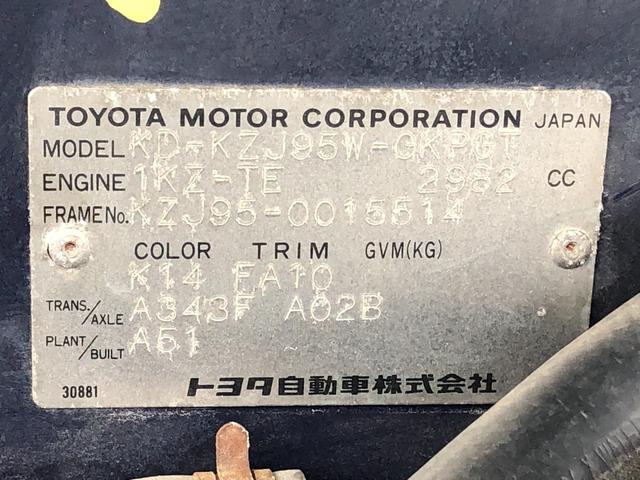 TOYOTA MOTOR CORPORATION JAPAN
MODEL KD-KZJ95W-GKPGT
ENGINE 1KZ-TE 2982 CC
FRAME No. KZJ95-0015514
COLOR TRIM GVM(KG)
K14 FA10
TRANS./AXLE A343F A02B
PLANT/BUILT A61
30881 トヨタ自動車株式会社